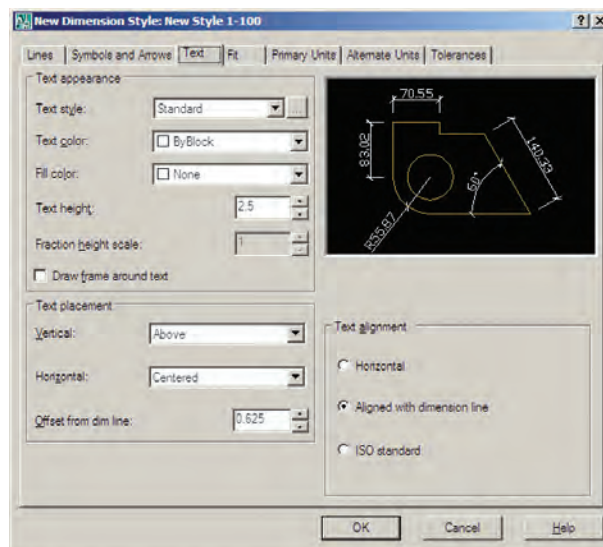 New Dimension Style: New Style 1-100
Lines Symbols and Arrows Text Fit Primary Units Alternate Units Tolerances
Text appearance
Text style: Standard ...
Text color: ByBlock
Fill color: None
Text height: 2.5
Fraction height scale: 1
Draw frame around text
70.55
83.02
140.33
60°
R55.87
Text placement
Vertical: Above
Horizontal: Centered
Offset from dim line: 0.625
Text alignment
Horizontal
Aligned with dimension line
ISO standard
OK Cancel Help